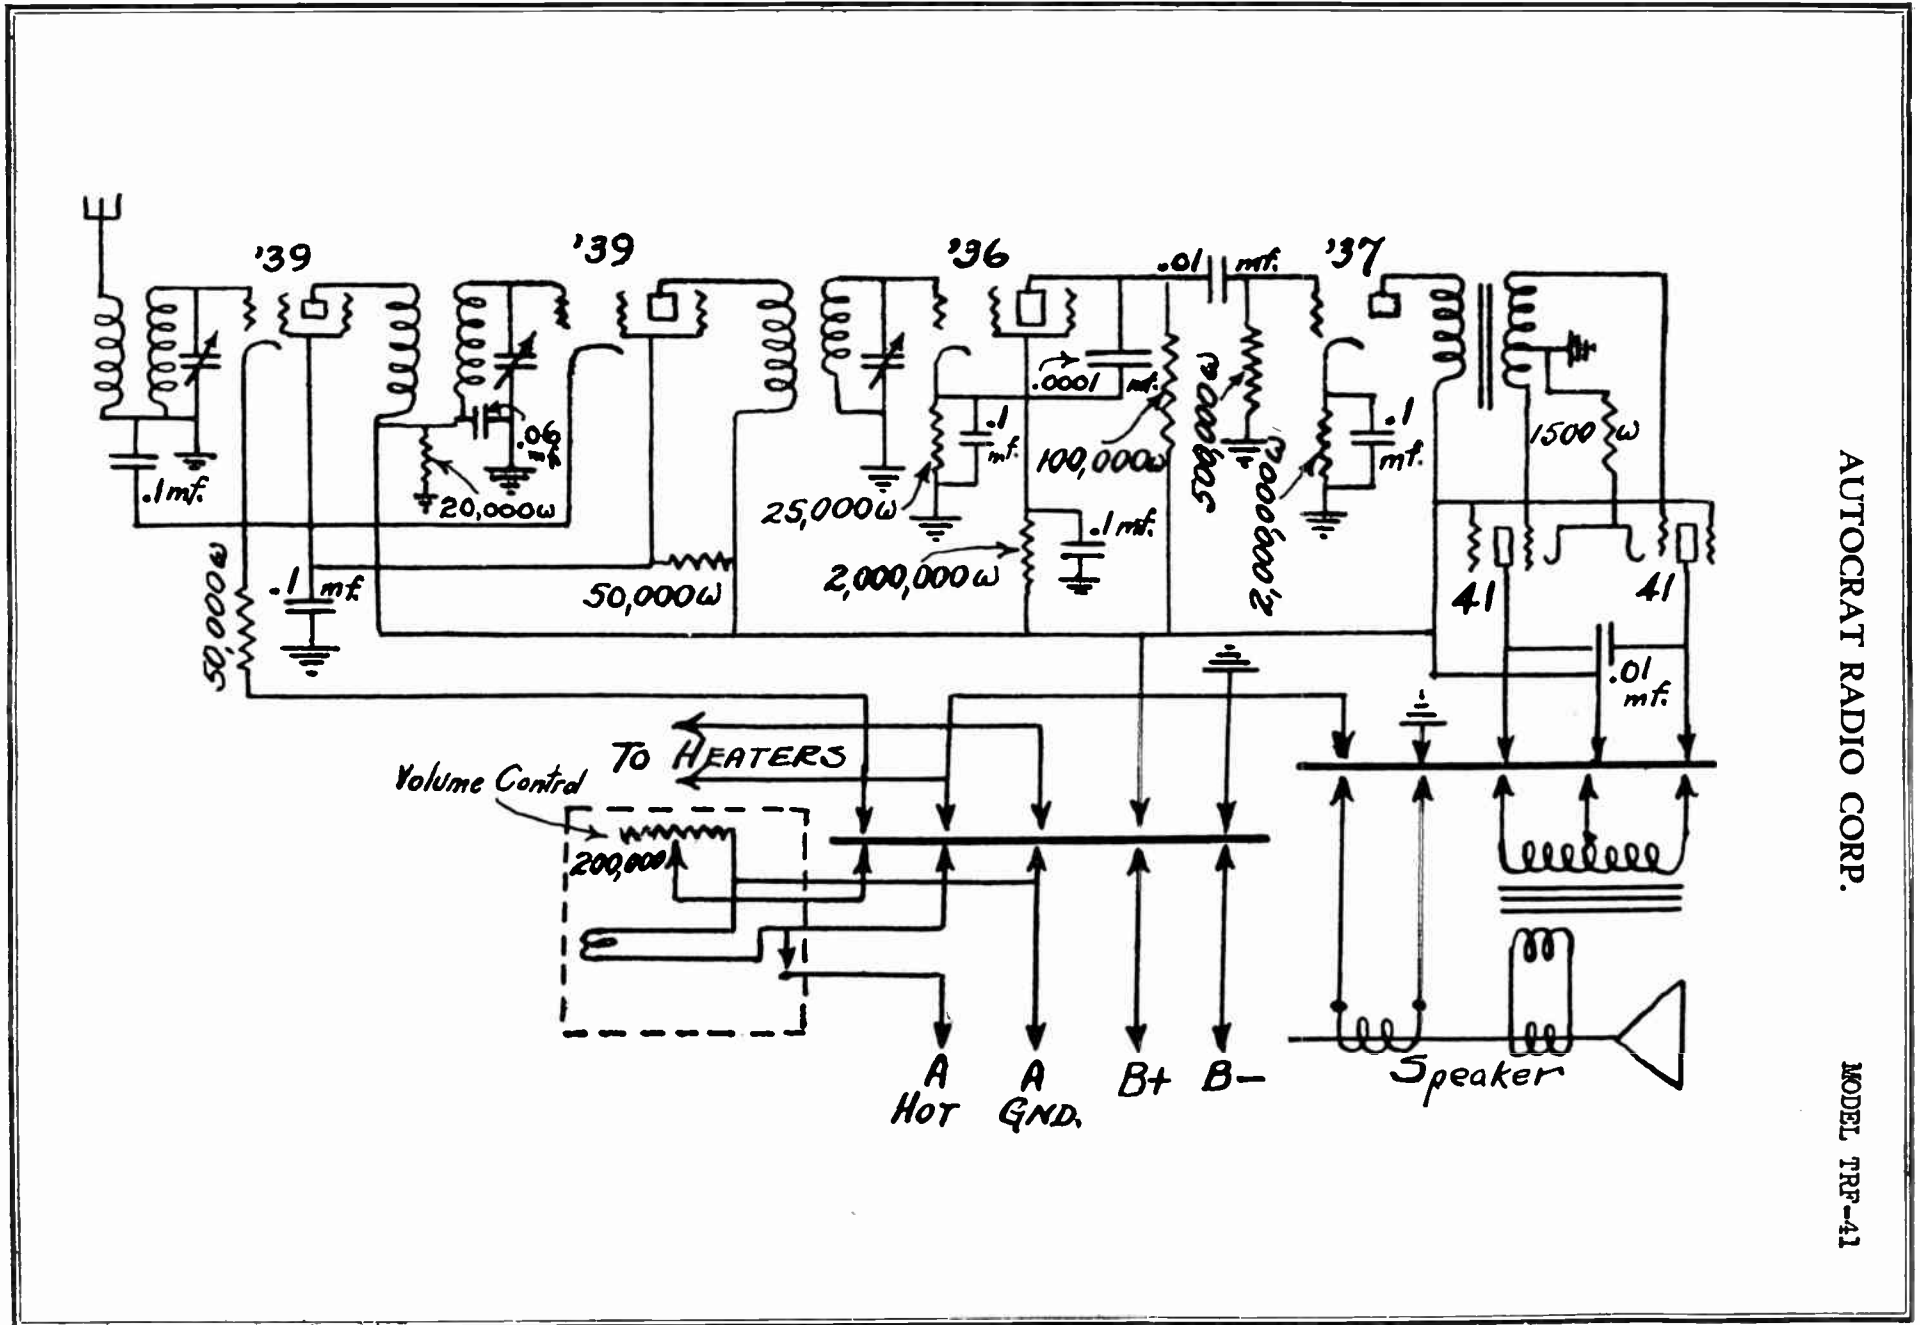 '39
'39
'36
.01 mf.
'37
.0001 mf.
.1 mf.
.06 mf.
.1 mf.
100,000ω
500,000ω
2,000,000ω
.1 mf.
1500 ω
20,000ω
25,000ω
.1 mf.
50,000ω
.1 mf.
50,000ω
2,000,000ω
41
41
.01 mf.
To HEATERS
Volume Control
200,000
A HOT
A GND.
B+
B-
Speaker
AUTOCRAT RADIO CORP.
MODEL TRF-41